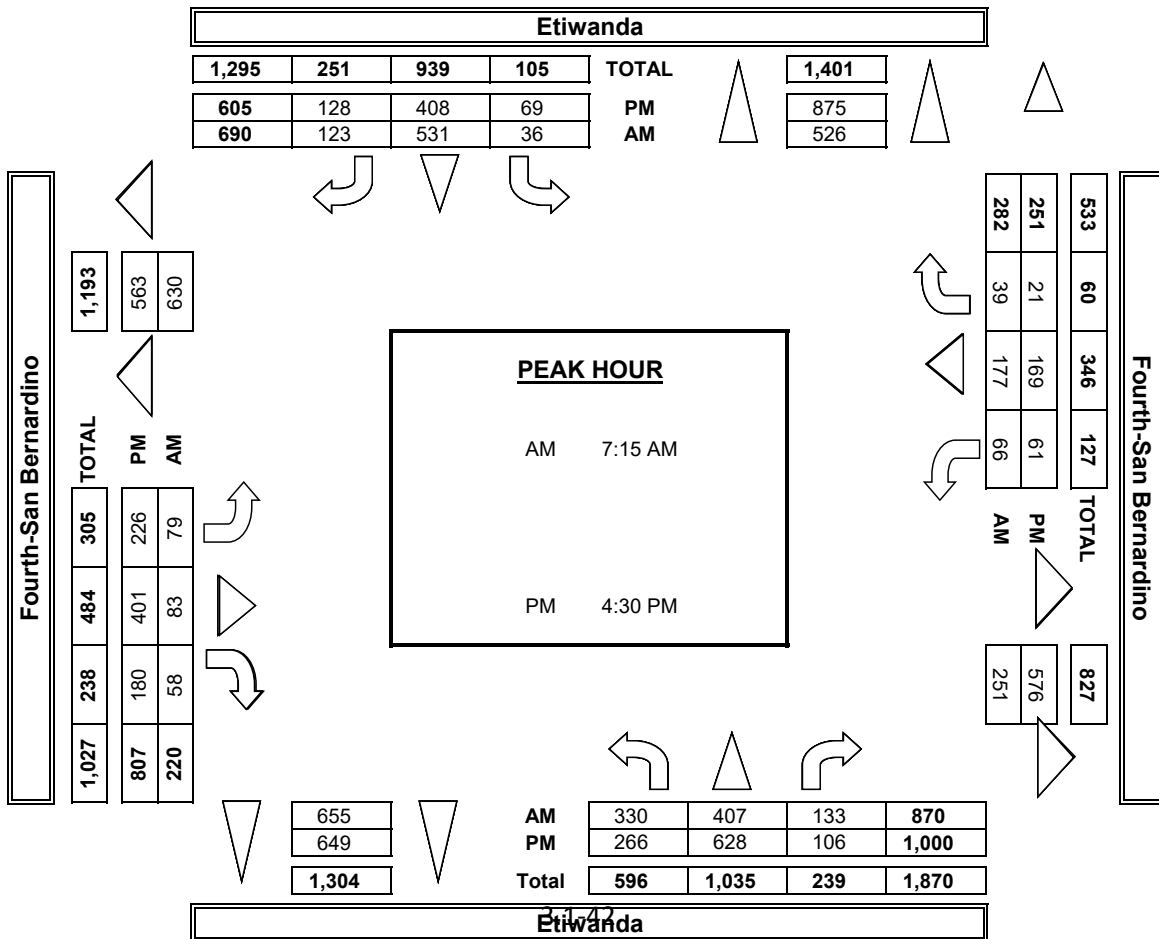 Etiwanda
1,295 251 939 105 TOTAL 1,401
605 128 408 69 PM 875
690 123 531 36 AM 526
Fourth-San Bernardino
1,193
563
630
TOTAL
PM
AM
305 226 79
484 401 83
238 180 58
1,027 807 220
PEAK HOUR
AM 7:15 AM
PM 4:30 PM
282 251 533
39 21 60
177 169 346
66 61 127
AM PM TOTAL
251 576 827
Fourth-San Bernardino
655 AM 330 407 133 870
649 PM 266 628 106 1,000
1,304 Total 596 1,035 239 1,870
Etiwanda
3.1-42